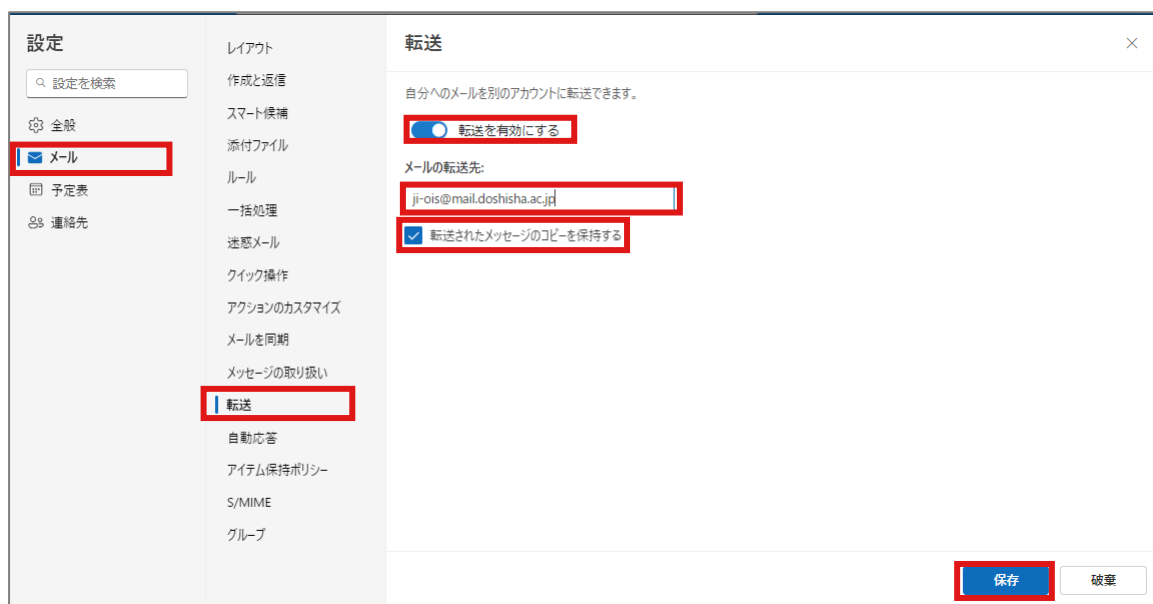 設定
設定を検索
全般
メール
予定表
連絡先
レイアウト
作成と返信
スマート候補
添付ファイル
ルール
一括処理
迷惑メール
クイック操作
アクションのカスタマイズ
メールを同期
メッセージの取り扱い
転送
自動応答
アイテム保持ポリシー
S/MIME
グループ
転送
自分へのメールを別のアカウントに転送できます。
転送を有効にする
メールの転送先:
ji-ois@mail.doshisha.ac.jp
転送されたメッセージのコピーを保持する
保存
破棄